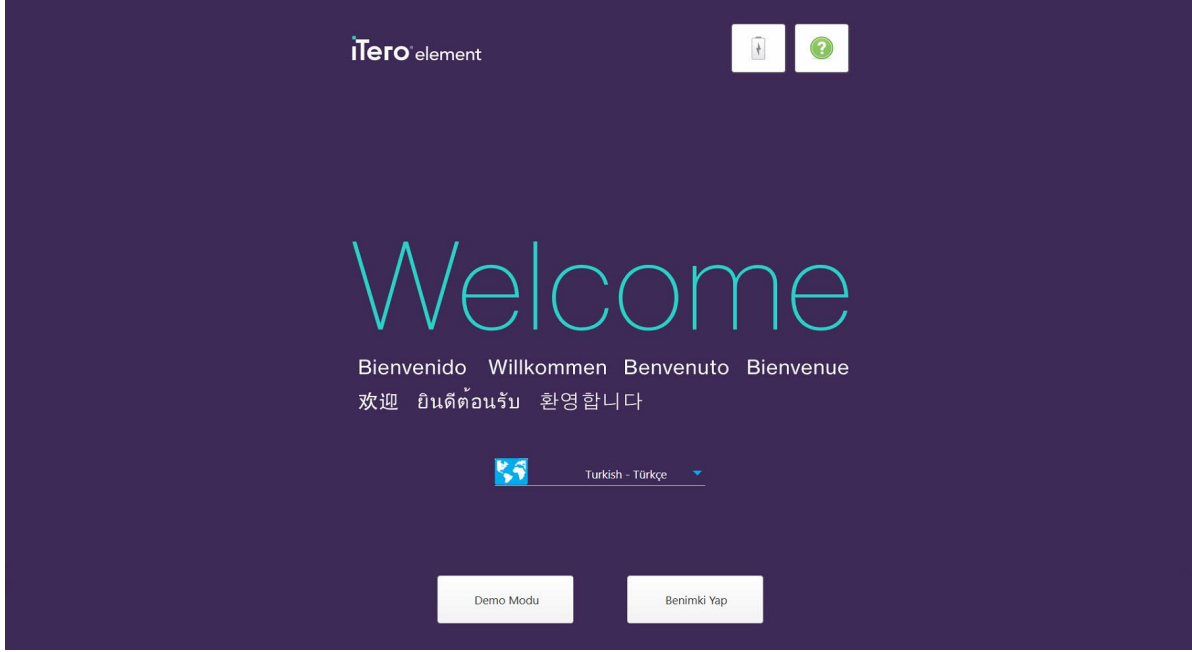 iTero element
Welcome
Bienvenido Willkommen Benvenuto Bienvenue
欢迎 ยินดีต้อนรับ 환영합니다
Turkish - Türkçe
Demo Modu Benimki Yap